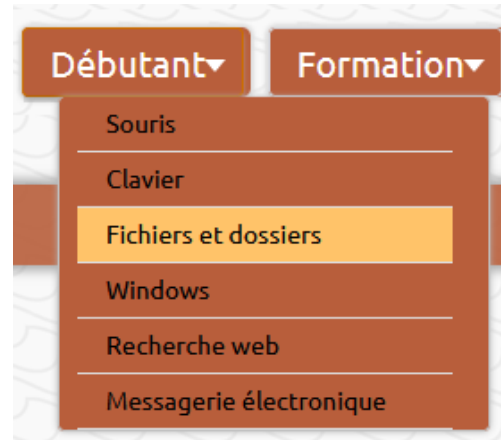 Débutant▾ Formation▾
Souris
Clavier
Fichiers et dossiers
Windows
Recherche web
Messagerie électronique